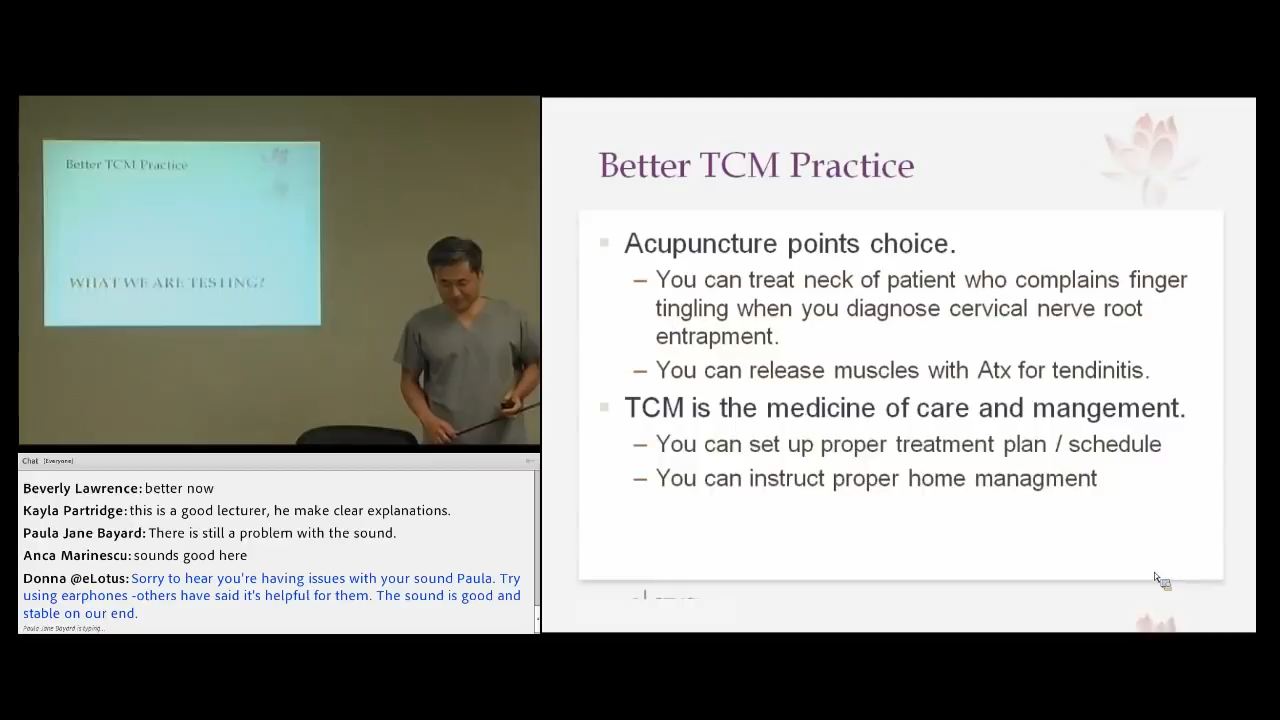 Better TCM Practice
WHAT WE ARE TESTING?
Chat (Everyone)
Beverly Lawrence: better now
Kayla Partridge: this is a good lecturer, he make clear explanations.
Paula Jane Bayard: There is still a problem with the sound.
Anca Marinescu: sounds good here
Donna @eLotus: Sorry to hear you're having issues with your sound Paula. Try
using earphones -others have said it's helpful for them. The sound is good and
stable on our end.
Paula Jane Bayard is typing...
Better TCM Practice
Acupuncture points choice.
– You can treat neck of patient who complains finger
tingling when you diagnose cervical nerve root
entrapment.
– You can release muscles with Atx for tendinitis.
TCM is the medicine of care and mangement.
– You can set up proper treatment plan / schedule
– You can instruct proper home managment